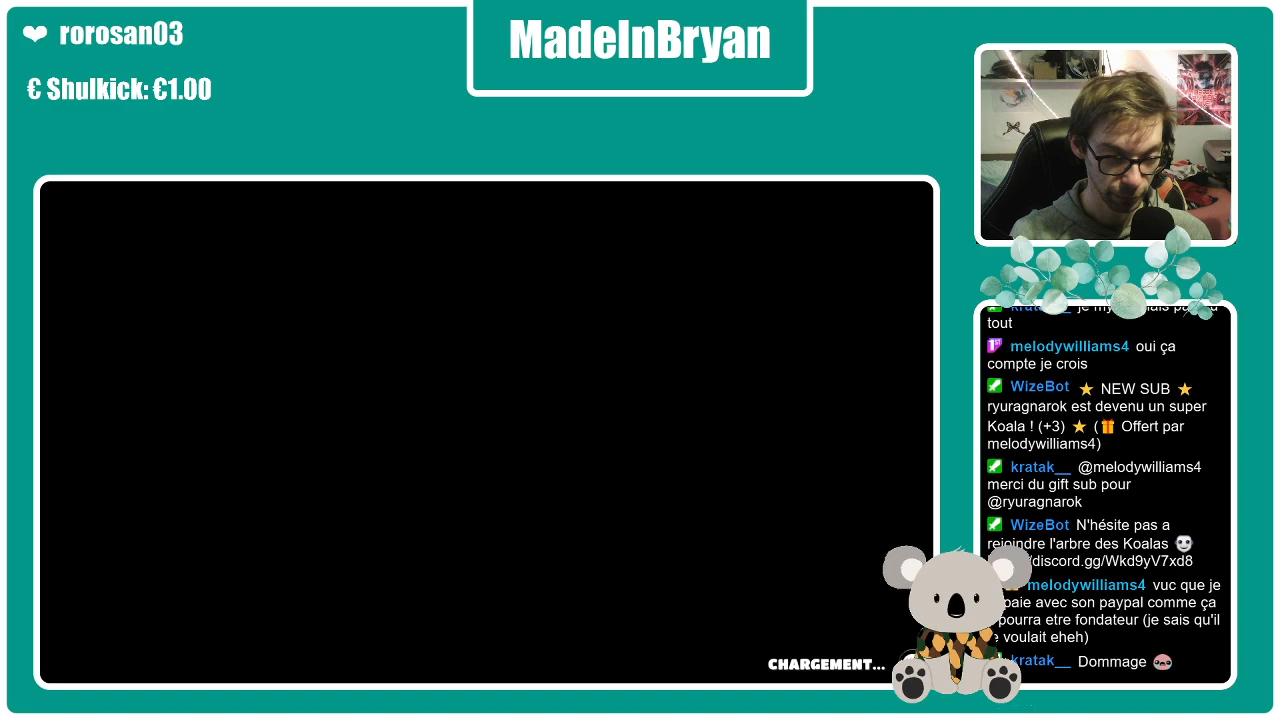 ❤ rorosan03
€ Shulkick: €1.00
MadeInBryan
tout
melodywilliams4 oui ça
compte je crois
WizeBot ⭐ NEW SUB ⭐
ryuragnarok est devenu un super
Koala ! (+3) ⭐ (🎁 Offert par
melodywilliams4)
kratak__ @melodywilliams4
merci du gift sub pour
@ryuragnarok
WizeBot N'hésite pas a
rejoindre l'arbre des Koalas
/discord.gg/Wkd9yV7xd8
melodywilliams4 vuc que je
paie avec son paypal comme ça
pourra etre fondateur (je sais qu'il
voulait eheh)
kratak__ Dommage
CHARGEMENT...